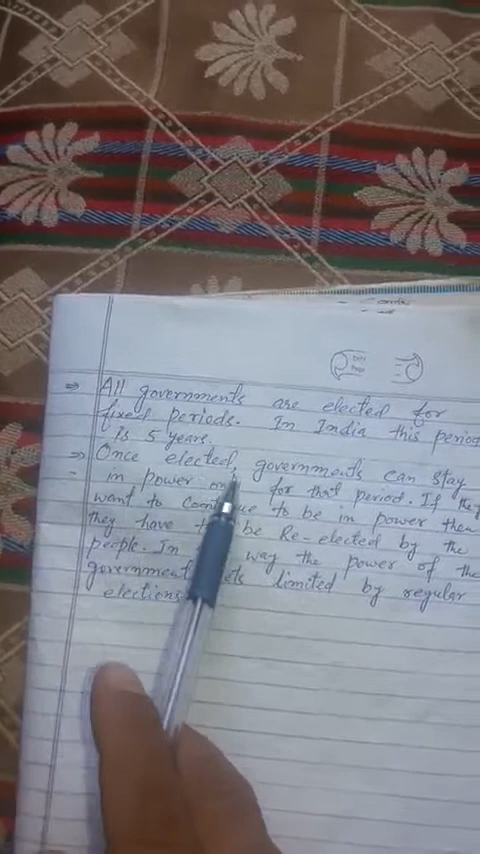 ⇒ All governments are elected for
fixed periods. In India this period
is 5 years.
⇒ Once elected, governments can stay
in power for that period. If they
want to be in power then
they have be Re-elected by the
people. In way the power of the
government limited by regular
elections